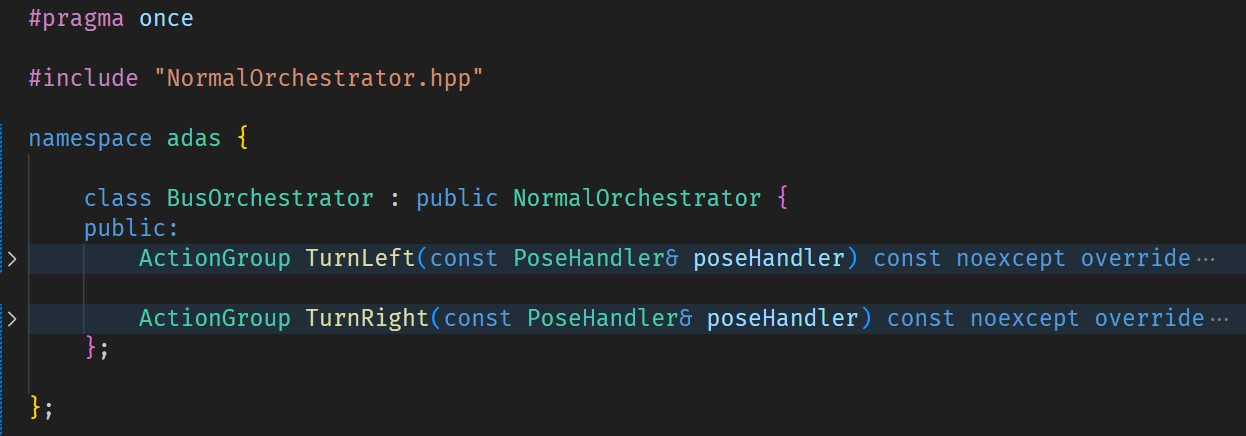 #pragma once
#include "NormalOrchestrator.hpp"
namespace adas {
class BusOrchestrator : public NormalOrchestrator {
public:
ActionGroup TurnLeft(const PoseHandler& poseHandler) const noexcept override…
ActionGroup TurnRight(const PoseHandler& poseHandler) const noexcept override…
};
};